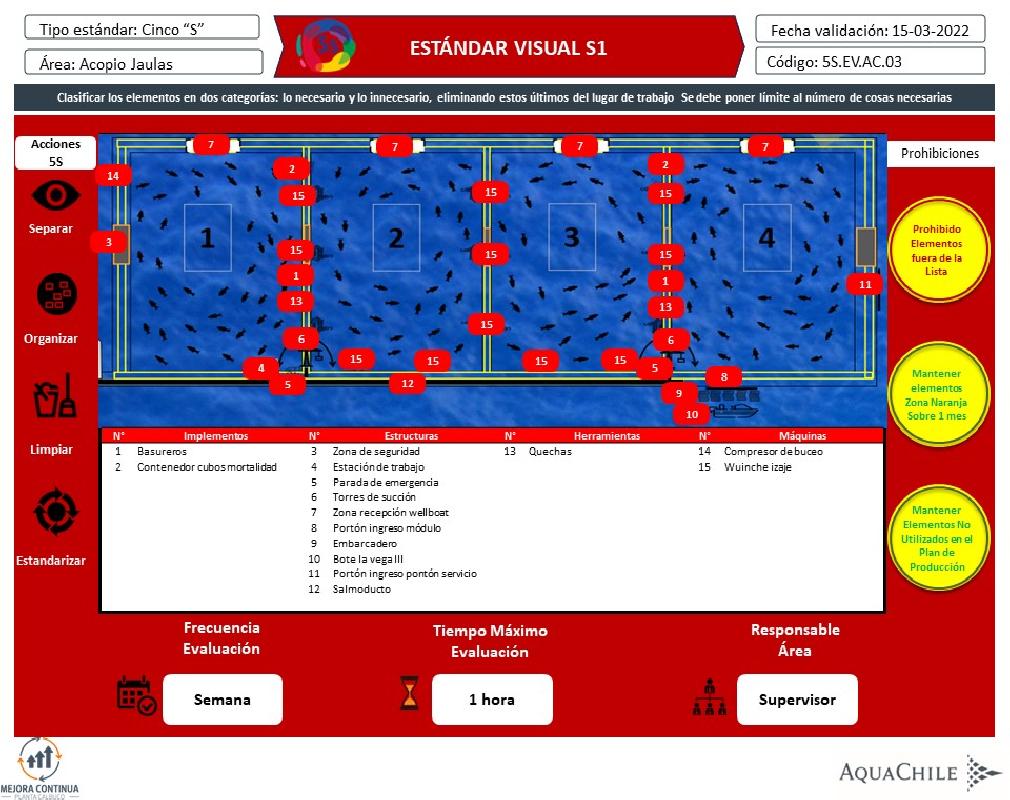 Tipo estándar: Cinco “S”
Área: Acopio Jaulas
5s
ESTÁNDAR VISUAL S1
Fecha validación: 15-03-2022
Código: 5S.EV.AC.03
Clasificar los elementos en dos categorías: lo necesario y lo innecesario, eliminando estos últimos del lugar de trabajo Se debe poner límite al número de cosas necesarias
Acciones
5S
Separar
Organizar
Limpiar
Estandarizar
7 7 7 7
14 2 2
15 15 15
1 2 3 4
3 15 15 15
1 1 11
13 13
15
6 6
4 15 15 15 15 5
5 12 8
9
10
Prohibiciones
Prohibido
Elementos
fuera de la
Lista
Mantener
elementos
Zona Naranja
Sobre 1 mes
Mantener
Elementos No
Utilizados en el
Plan de
Producción
N° Implementos N° Estructuras N° Herramientas N° Máquinas
1 Basureros 3 Zona de seguridad 13 Quechas 14 Compresor de buceo
2 Contenedor cubos mortalidad 4 Estación de trabajo 15 Wuinche izaje
5 Parada de emergencia
6 Torres de succión
7 Zona recepción wellboat
8 Portón ingreso módulo
9 Embarcadero
10 Bote la vega III
11 Portón ingreso pontón servicio
12 Salmoducto
Frecuencia
Evaluación
Semana
Tiempo Máximo
Evaluación
1 hora
Responsable
Área
Supervisor
MEJORA CONTINUA
PLANTA CALBUCO
AQUACHILE